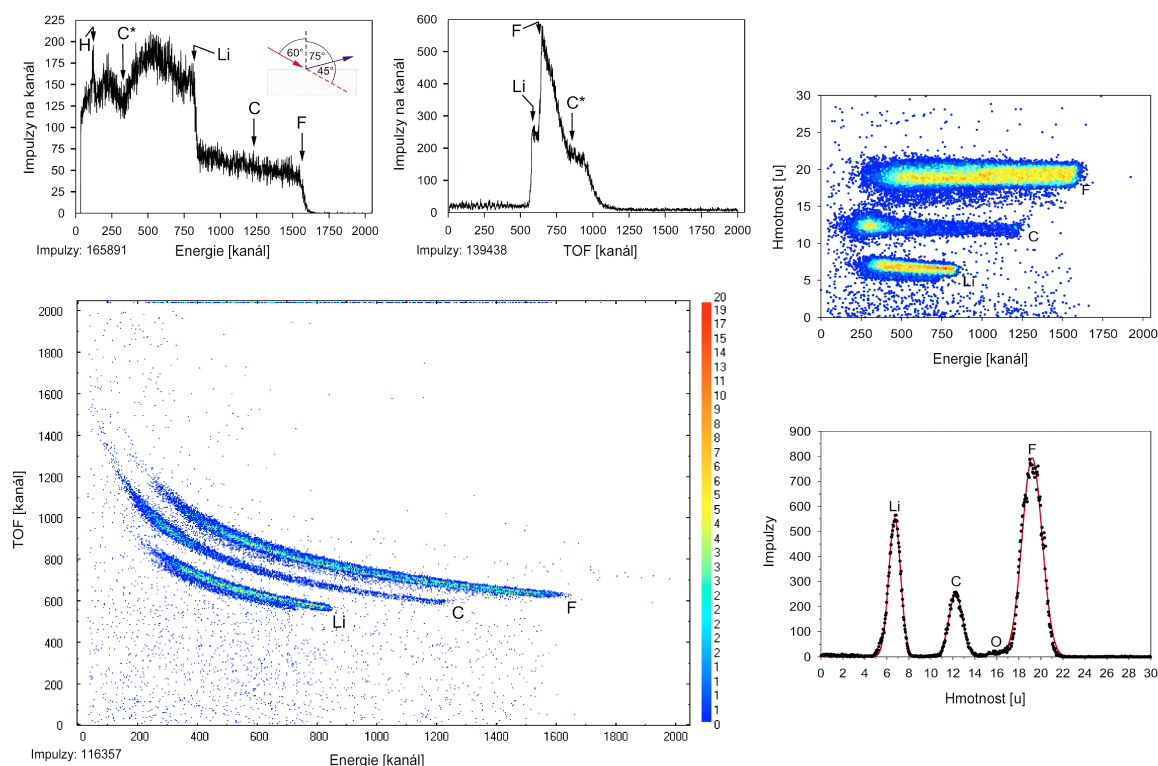 Impulzy na kanál
225
200
175
150
125
100
75
50
25
0
H
C*
Li
C
F
60°
75°
45°
0 250 500 750 1000 1250 1500 1750 2000
Impulzy: 165891
Energie [kanál]
Impulzy na kanál
600
500
400
300
200
100
0
F
Li
C*
0 250 500 750 1000 1250 1500 1750 2000
Impulzy: 139438
TOF [kanál]
Hmotnost [u]
30
25
20
15
10
5
0
F
C
Li
0 250 500 750 1000 1250 1500 1750 2000
Energie [kanál]
TOF [kanál]
2000
1800
1600
1400
1200
1000
800
600
400
200
0
Li
C
F
0 200 400 600 800 1000 1200 1400 1600 1800 2000
Impulzy: 116357
Energie [kanál]
20
19
17
15
14
13
11
10
9
8
7
6
5
5
4
3
3
2
2
2
1
1
1
0
Impulzy
900
800
700
600
500
400
300
200
100
0
Li
C
O
F
0 2 4 6 8 10 12 14 16 18 20 22 24 26 28 30
Hmotnost [u]